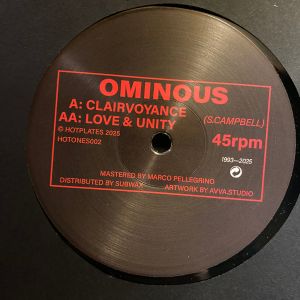 OMINOUS
A: CLAIRVOYANCE
AA: LOVE & UNITY (S.CAMPBELL)
© HOTPLATES 2025
HOTONES002
45rpm
1993—2025
MASTERED BY MARCO PELLEGRINO
DISTRIBUTED BY SUBWAX
ARTWORK BY AVVA.STUDIO